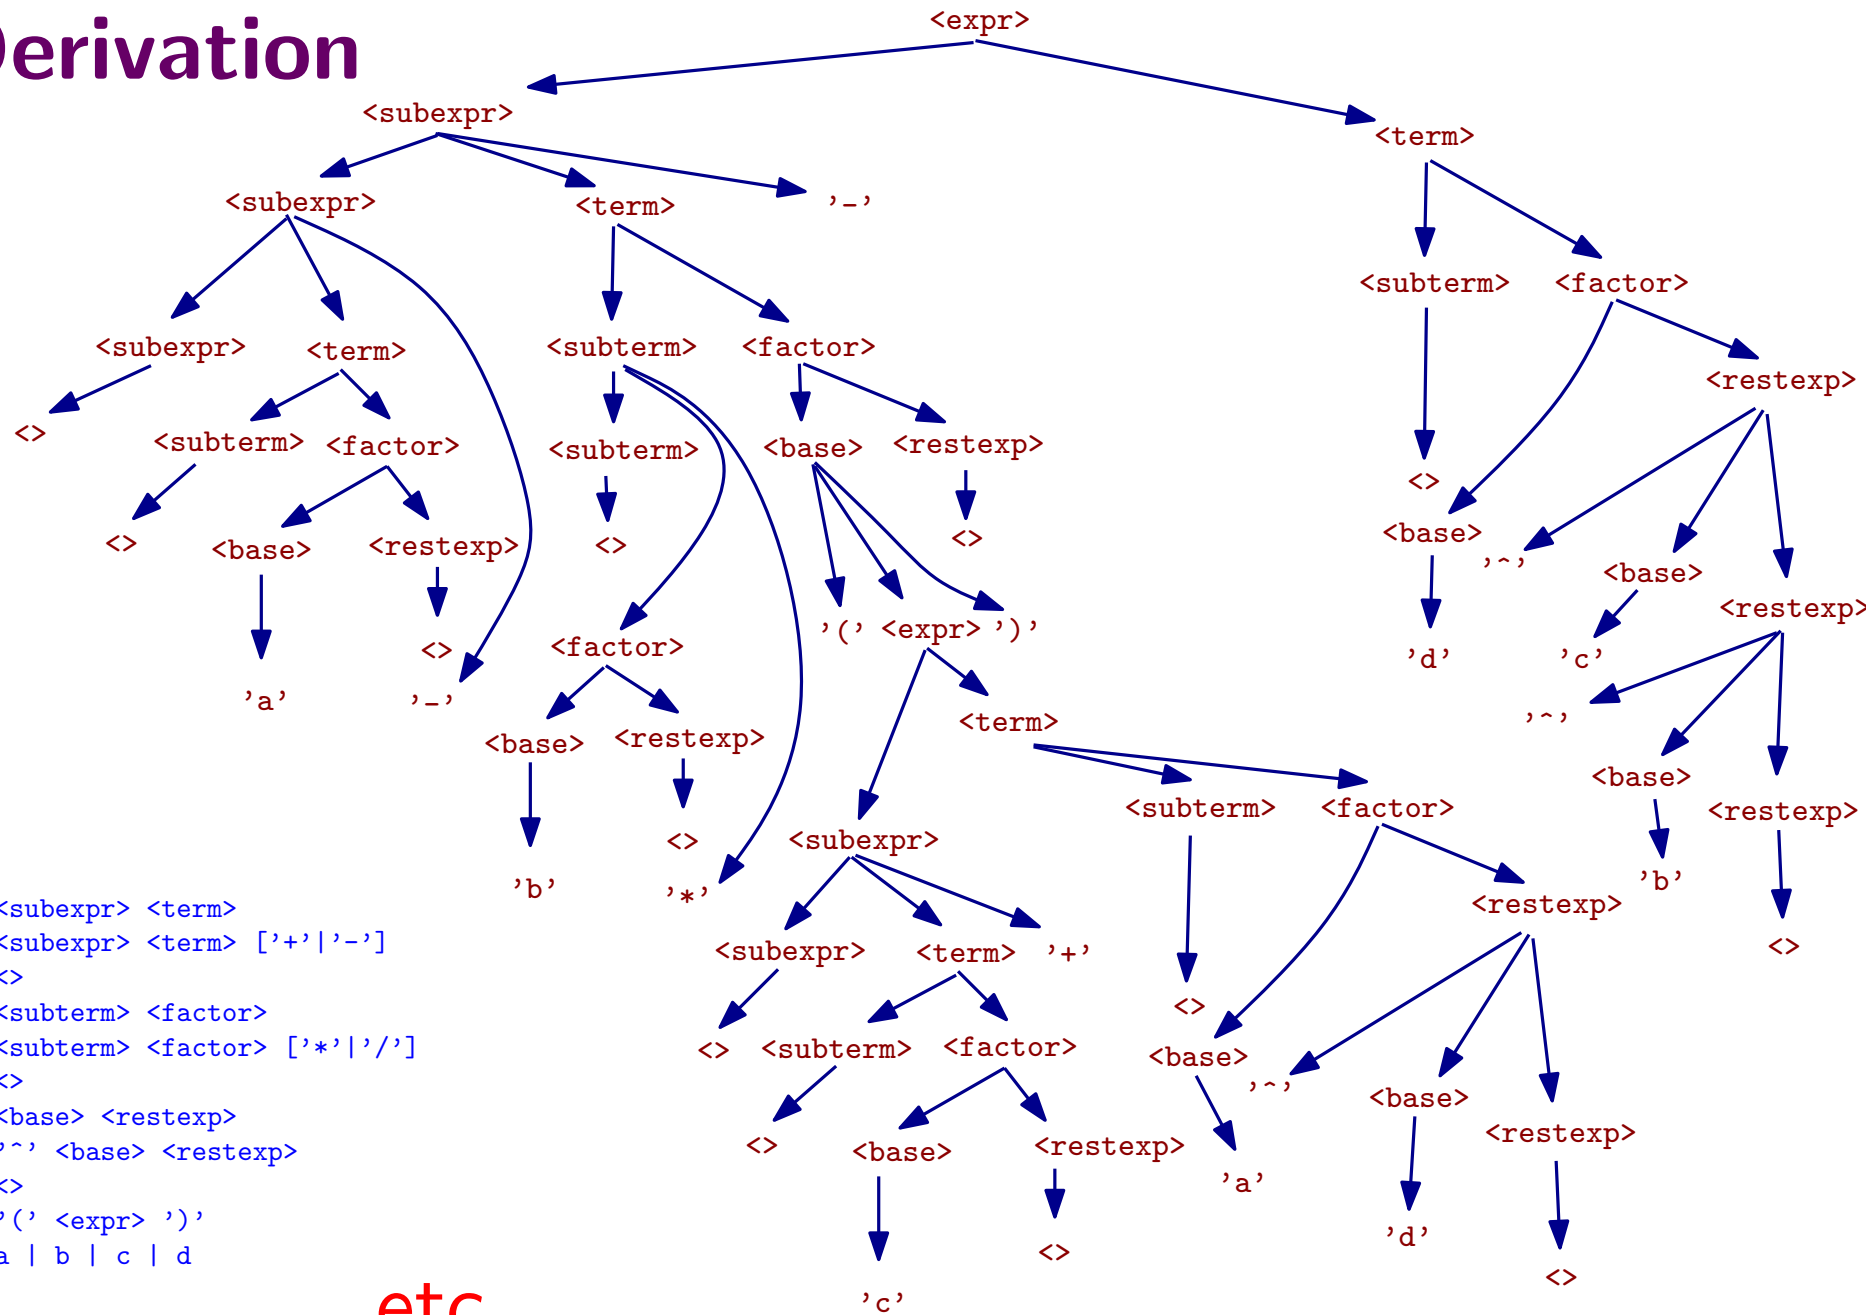 Derivation
<expr>
<subexpr>
<term>
<subexpr> <term> '-'
<subterm> <factor>
<subexpr> <term> <subterm> <factor>
<restexp>
<> <subterm> <factor> <subterm> <base> <restexp>
<>
<> <base> <restexp> <> <> <base> '^' <base>
<restexp>
'(' <expr> ')'
<> <factor> 'd' 'c'
'a' '-' '^'
<term>
<base> <restexp>
<base>
<subterm> <factor> <restexp>
<> <subexpr>
'b' '*' 'b'
<restexp>
<subexpr> <term> '+' <>
<>
<> <subterm> <factor> <base> '^'
<base>
<> <base> <restexp> <restexp>
'a'
'd'
<> <>
'c'
<subexpr> <term>
<subexpr> <term> ['+'|'-']
<>
<subterm> <factor>
<subterm> <factor> ['*'|'/']
<>
<base> <restexp>
'^' <base> <restexp>
<>
'(' <expr> ')'
a | b | c | d
etc